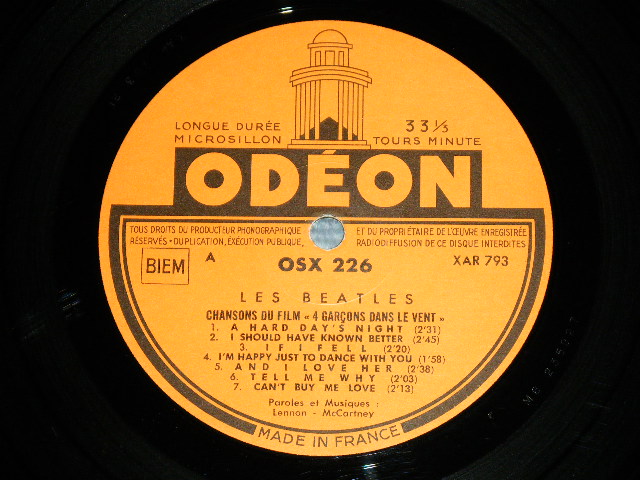 LONGUE DURÉE
MICROSILLON
33 1/3
TOURS MINUTE
ODÉON
TOUS DROITS DU PRODUCTEUR PHONOGRAPHIQUE
RÉSERVÉS • DUPLICATION, EXÉCUTION PUBLIQUE,
ET DU PROPRIÉTAIRE DE L'ŒUVRE ENREGISTRÉE
RADIODIFFUSION DE CE DISQUE INTERDITES
BIEM
A
OSX 226
XAR 793
LES BEATLES
CHANSONS DU FILM « 4 GARÇONS DANS LE VENT »
1. A HARD DAY'S NIGHT (2'31)
2. I SHOULD HAVE KNOWN BETTER (2'45)
3. IF I FELL (2'20)
4. I'M HAPPY JUST TO DANCE WITH YOU (1'58)
5. AND I LOVE HER (2'38)
6. TELL ME WHY (2'03)
7. CAN'T BUY ME LOVE (2'13)
Paroles et Musiques :
Lennon - McCartney
MADE IN FRANCE